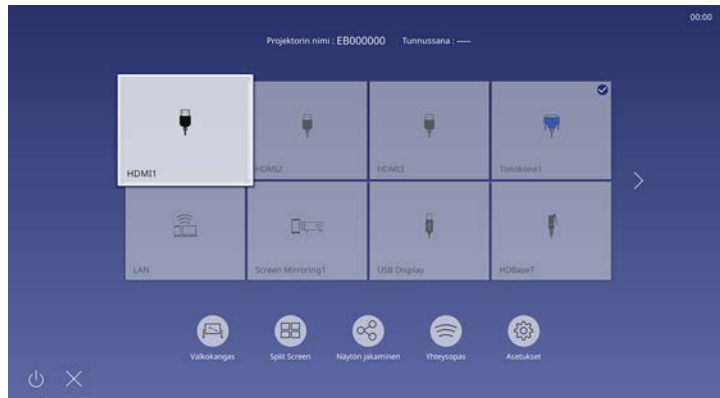 00:00
Projektorin nimi : EB000000 Tunnussana : ----
HDMI1 HDMI2 HDMI3 Tietokone1
LAN Screen Mirroring1 USB Display HDBaseT
Valkokangas Split Screen Näytön jakaminen Yhteysopas Asetukset